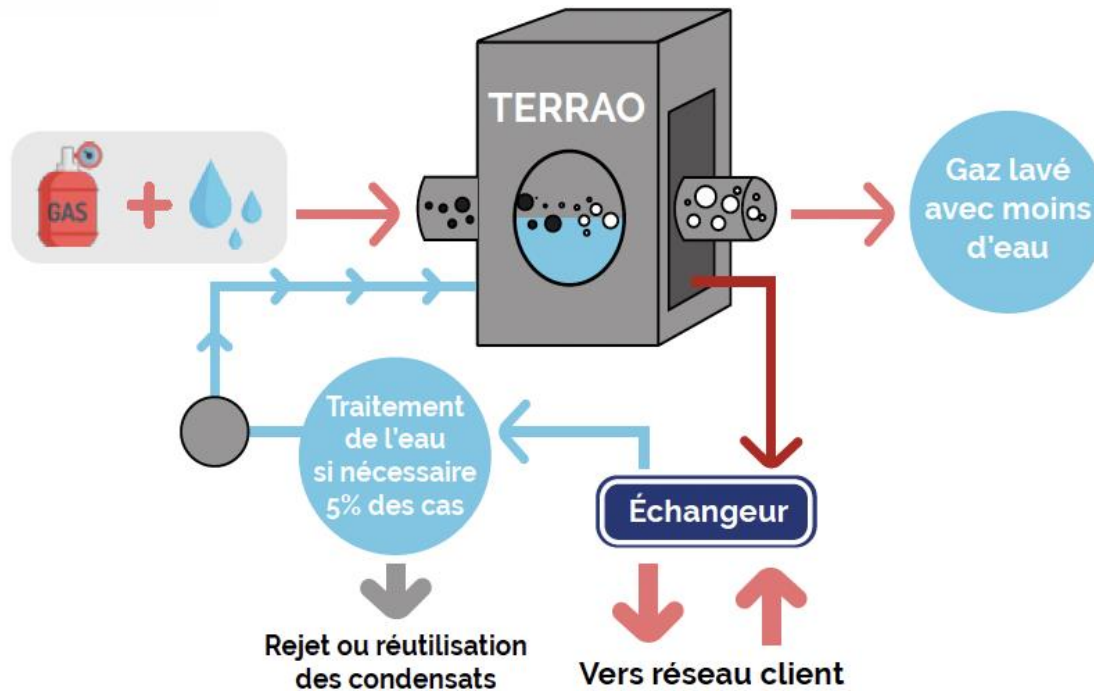 TERRAO
GAS
Gaz lavé
avec moins
d'eau
Traitement
de l'eau
si nécessaire
5% des cas
Échangeur
Rejet ou réutilisation
des condensats
Vers réseau client